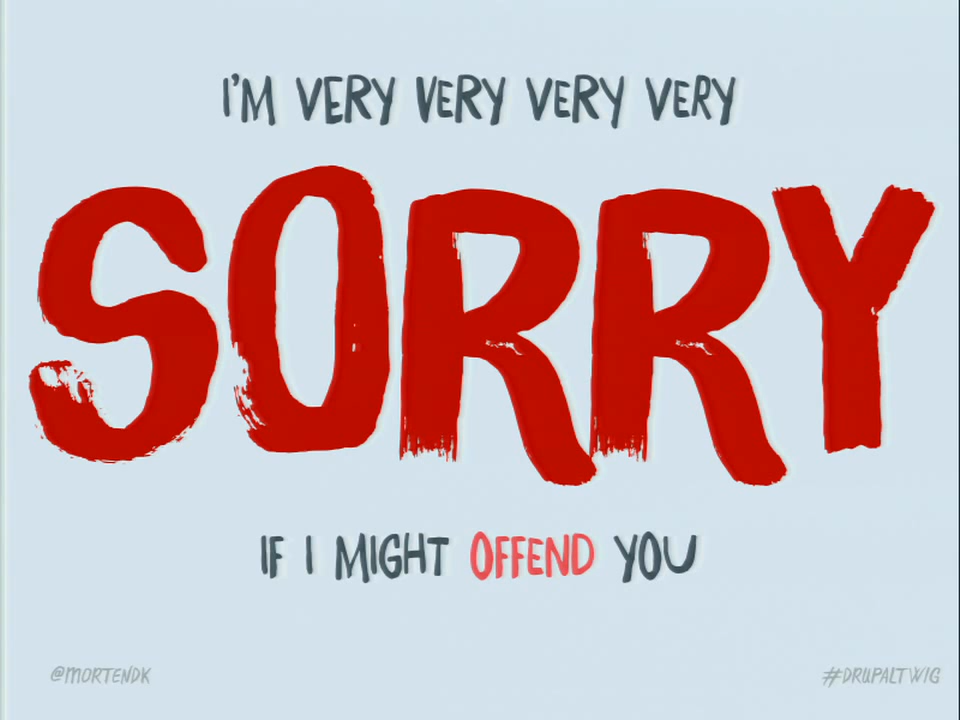 I'M VERY VERY VERY VERY
SORRY
IF I MIGHT OFFEND YOU
@MORTENDK
#DRUPALTWIG